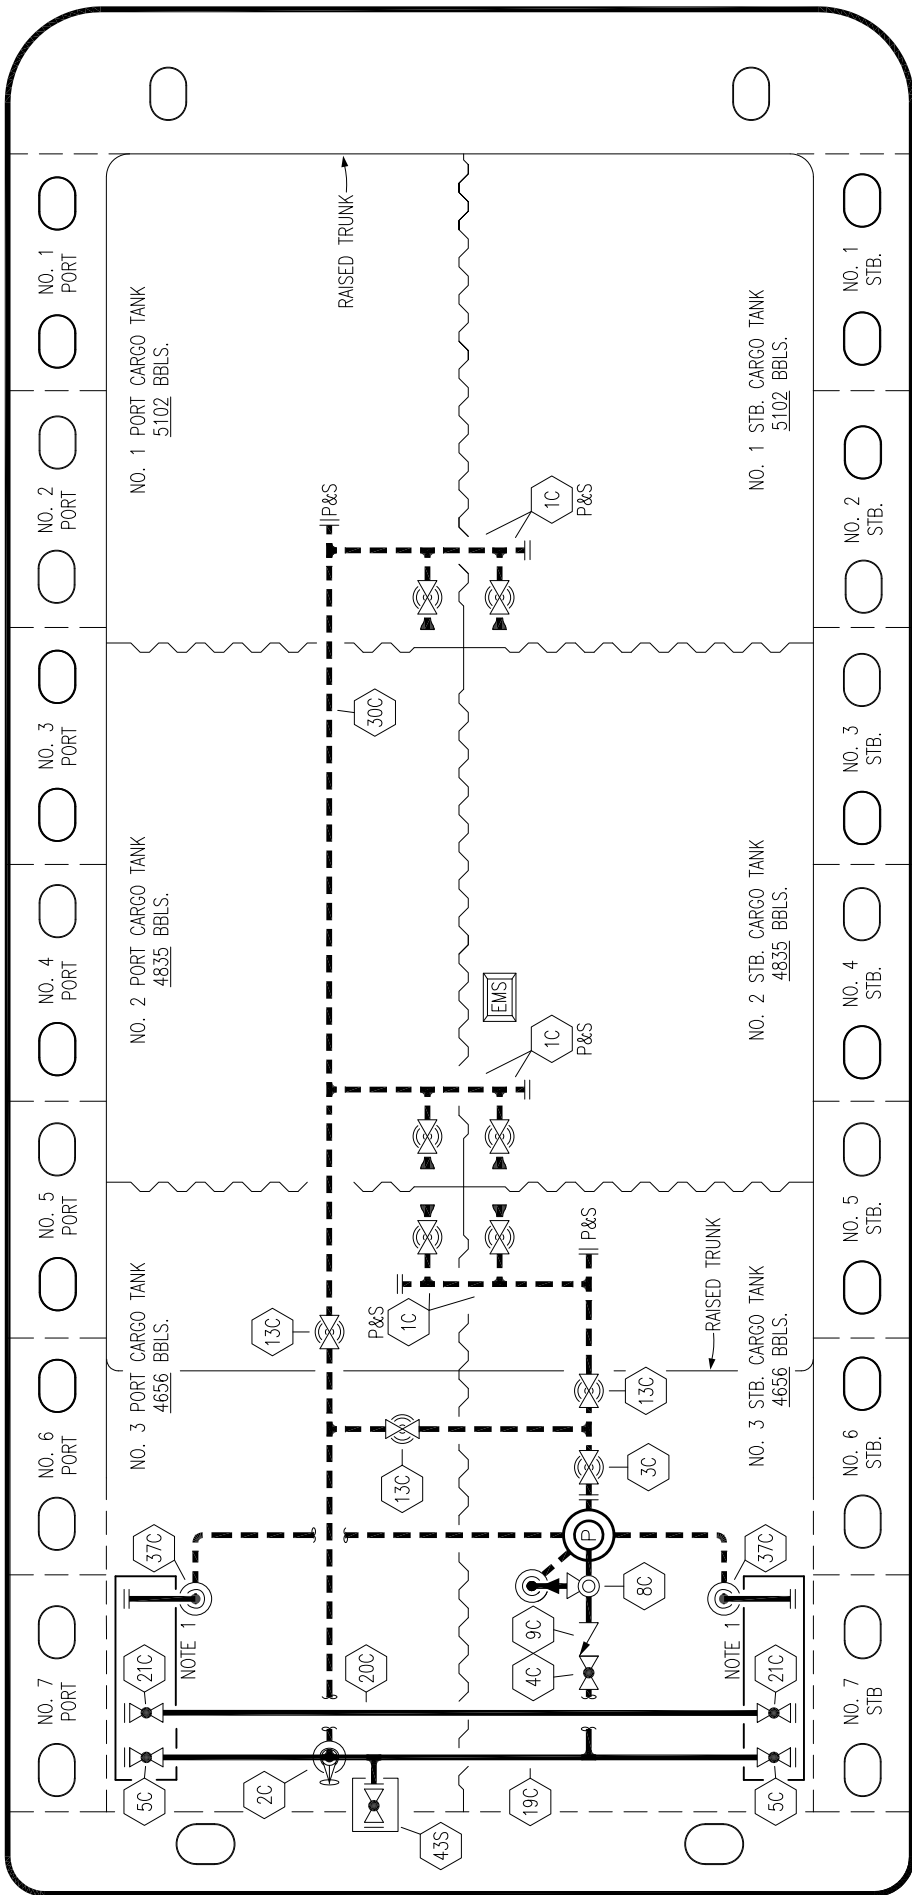 NO. 1
PORT
NO. 2
PORT
NO. 3
PORT
NO. 4
PORT
NO. 5
PORT
NO. 6
PORT
NO. 7
PORT
NO. 1 PORT CARGO TANK
5102 BBLS.
NO. 2 PORT CARGO TANK
4835 BBLS.
NO. 3 PORT CARGO TANK
4656 BBLS.
RAISED TRUNK
P&S
30C
1C
P&S
EMS
1C
P&S
13C
P&S
1C
P&S
13C
13C
3C
P
37C
NOTE 1
21C
5C
20C
2C
43S
9C
4C
8C
19C
37C
NOTE 1
21C
5C
RAISED TRUNK
NO. 1 STB. CARGO TANK
5102 BBLS.
NO. 2 STB. CARGO TANK
4835 BBLS.
NO. 3 STB. CARGO TANK
4656 BBLS.
NO. 1
STB.
NO. 2
STB.
NO. 3
STB.
NO. 4
STB.
NO. 5
STB.
NO. 6
STB.
NO. 7
STB